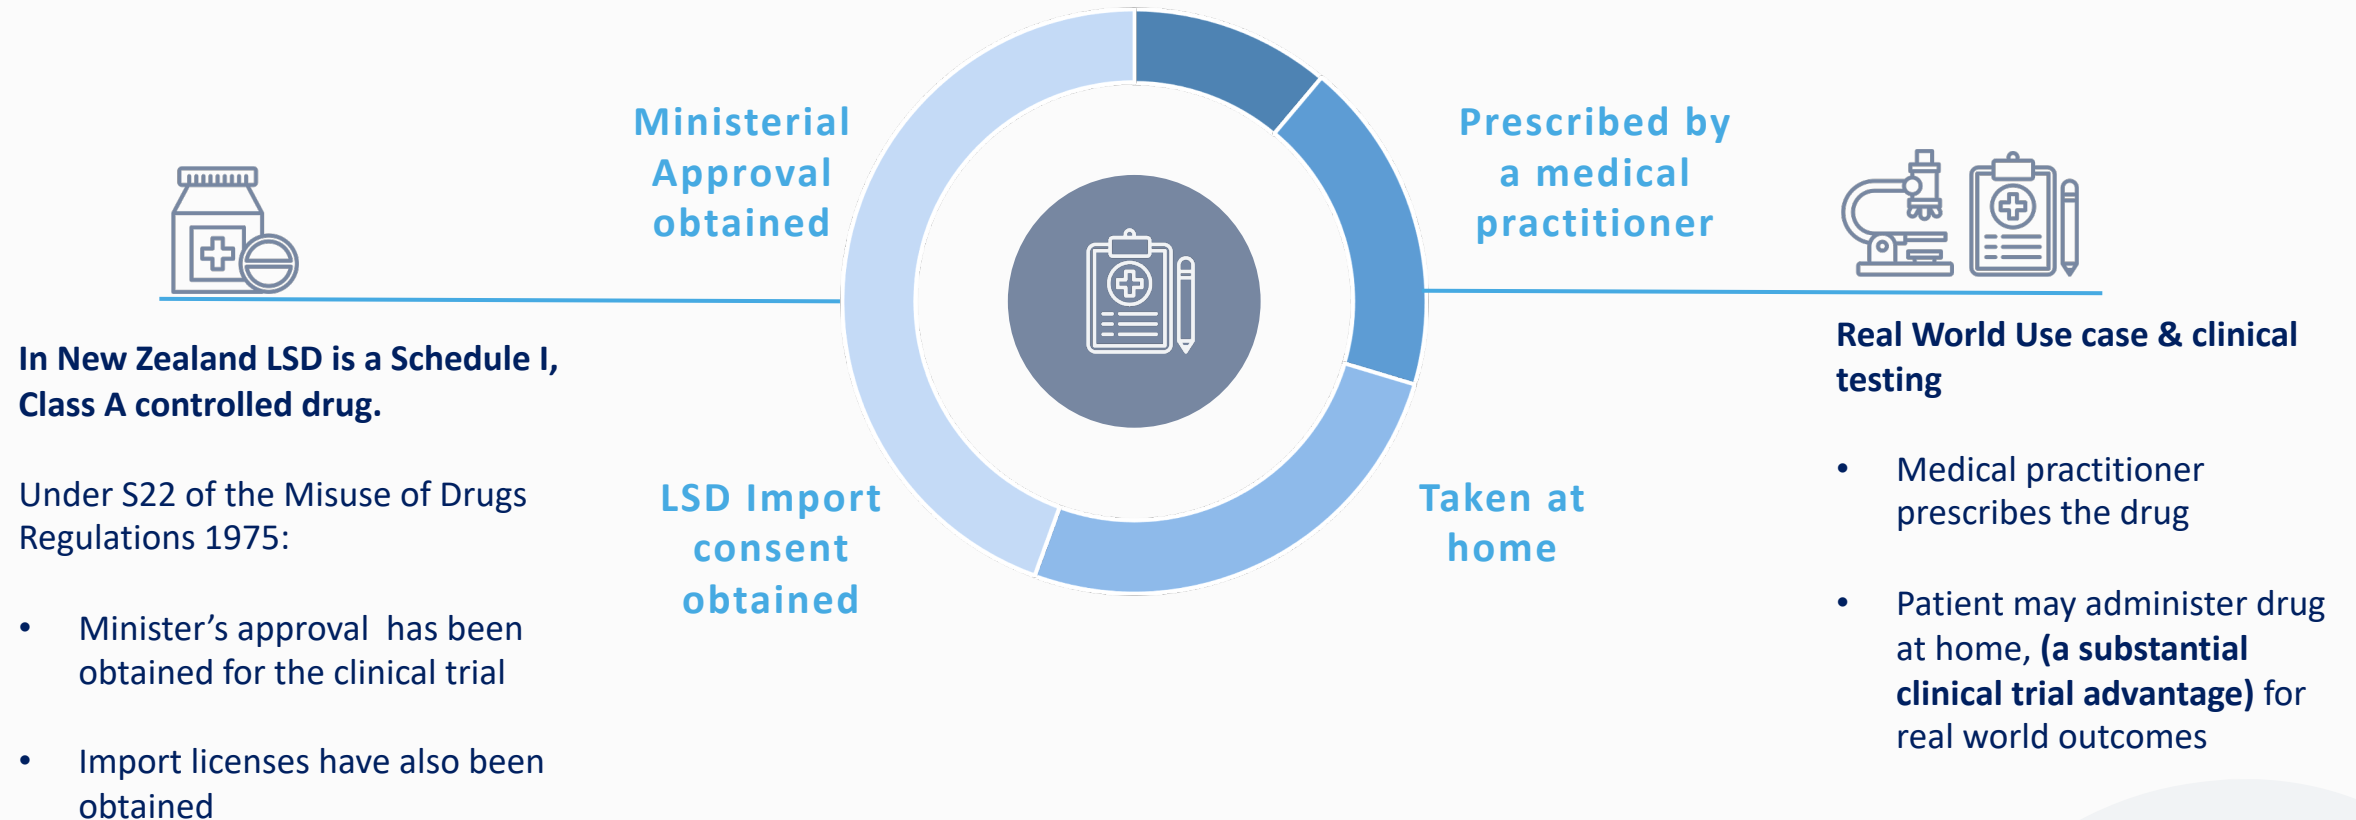 Ministerial
Approval
obtained
Prescribed by
a medical
practitioner
LSD Import
consent
obtained
Taken at
home
In New Zealand LSD is a Schedule I,
Class A controlled drug.
Under S22 of the Misuse of Drugs
Regulations 1975:
• Minister’s approval  has been
obtained for the clinical trial
• Import licenses have also been
obtained
Real World Use case & clinical
testing
• Medical practitioner
prescribes the drug
• Patient may administer drug
at home, (a substantial
clinical trial advantage) for
real world outcomes